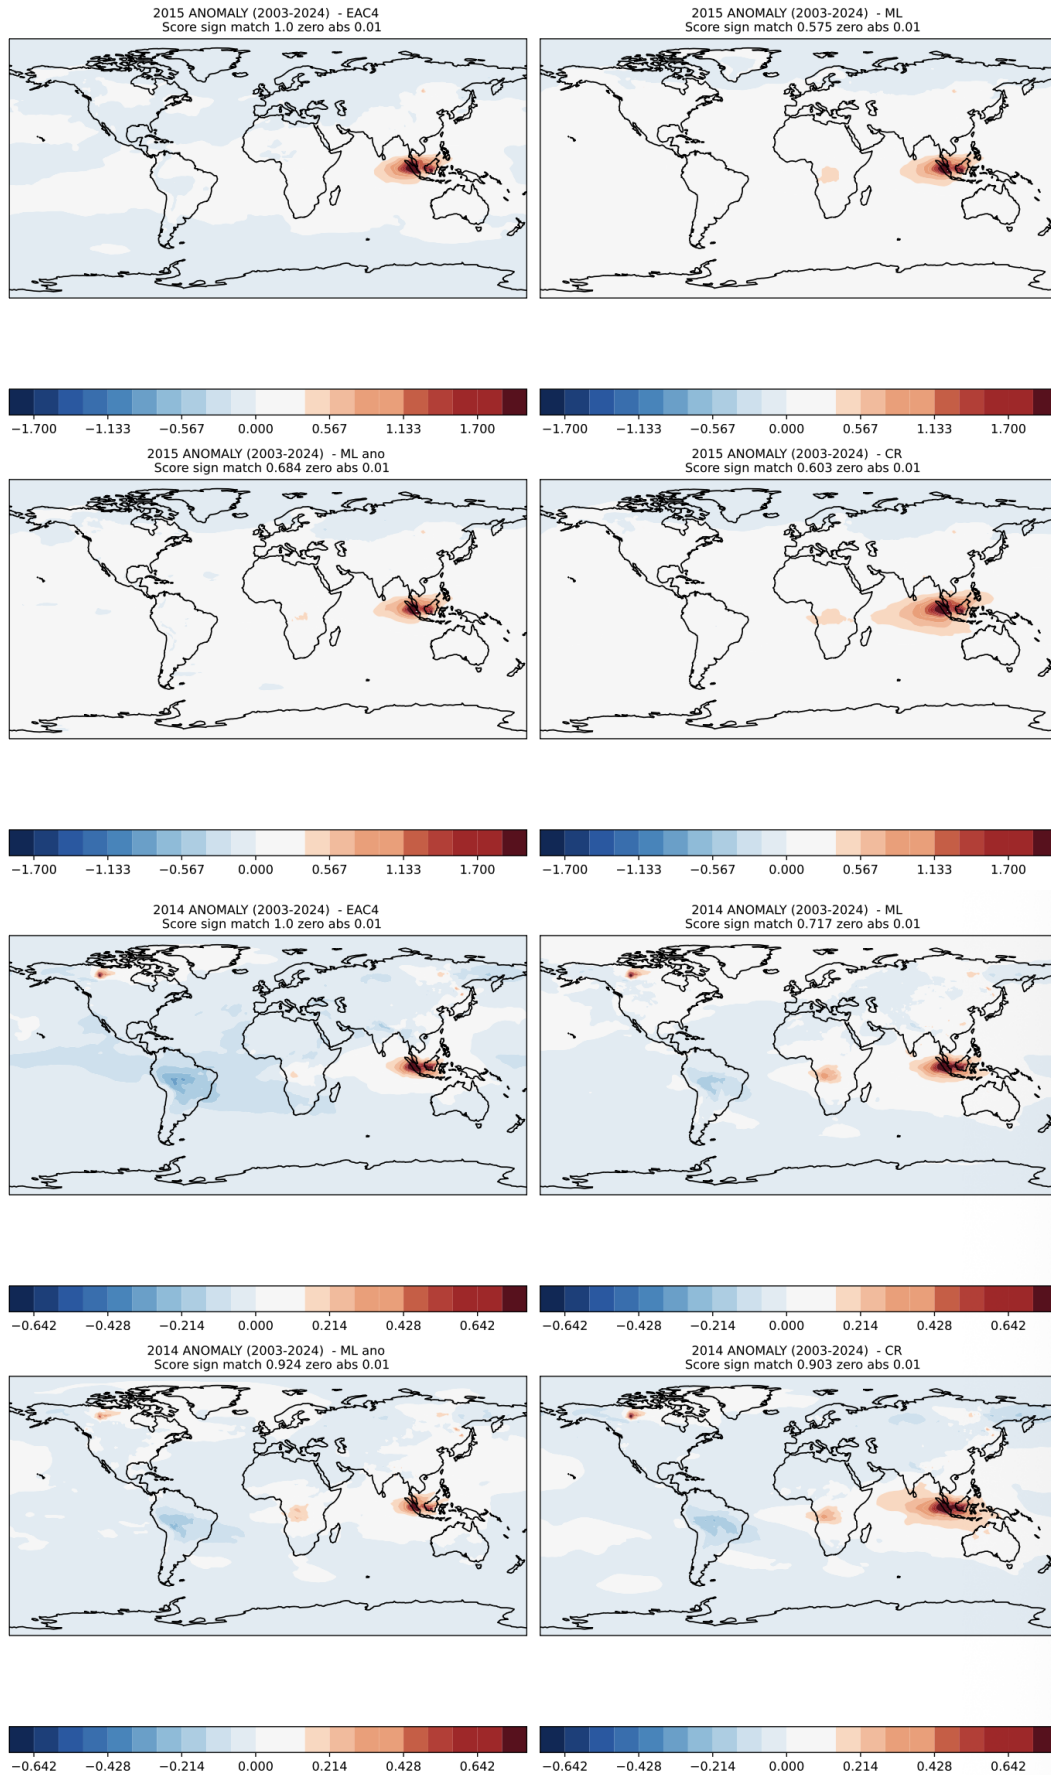 2015 ANOMALY (2003-2024)  - EAC4
Score sign match 1.0 zero abs 0.01
2015 ANOMALY (2003-2024)  - ML
Score sign match 0.575 zero abs 0.01
−1.700 −1.133 −0.567 0.000 0.567 1.133 1.700
−1.700 −1.133 −0.567 0.000 0.567 1.133 1.700
2015 ANOMALY (2003-2024)  - ML ano
Score sign match 0.684 zero abs 0.01
2015 ANOMALY (2003-2024)  - CR
Score sign match 0.603 zero abs 0.01
−1.700 −1.133 −0.567 0.000 0.567 1.133 1.700
−1.700 −1.133 −0.567 0.000 0.567 1.133 1.700
2014 ANOMALY (2003-2024)  - EAC4
Score sign match 1.0 zero abs 0.01
2014 ANOMALY (2003-2024)  - ML
Score sign match 0.717 zero abs 0.01
−0.642 −0.428 −0.214 0.000 0.214 0.428 0.642
−0.642 −0.428 −0.214 0.000 0.214 0.428 0.642
2014 ANOMALY (2003-2024)  - ML ano
Score sign match 0.924 zero abs 0.01
2014 ANOMALY (2003-2024)  - CR
Score sign match 0.903 zero abs 0.01
−0.642 −0.428 −0.214 0.000 0.214 0.428 0.642
−0.642 −0.428 −0.214 0.000 0.214 0.428 0.642